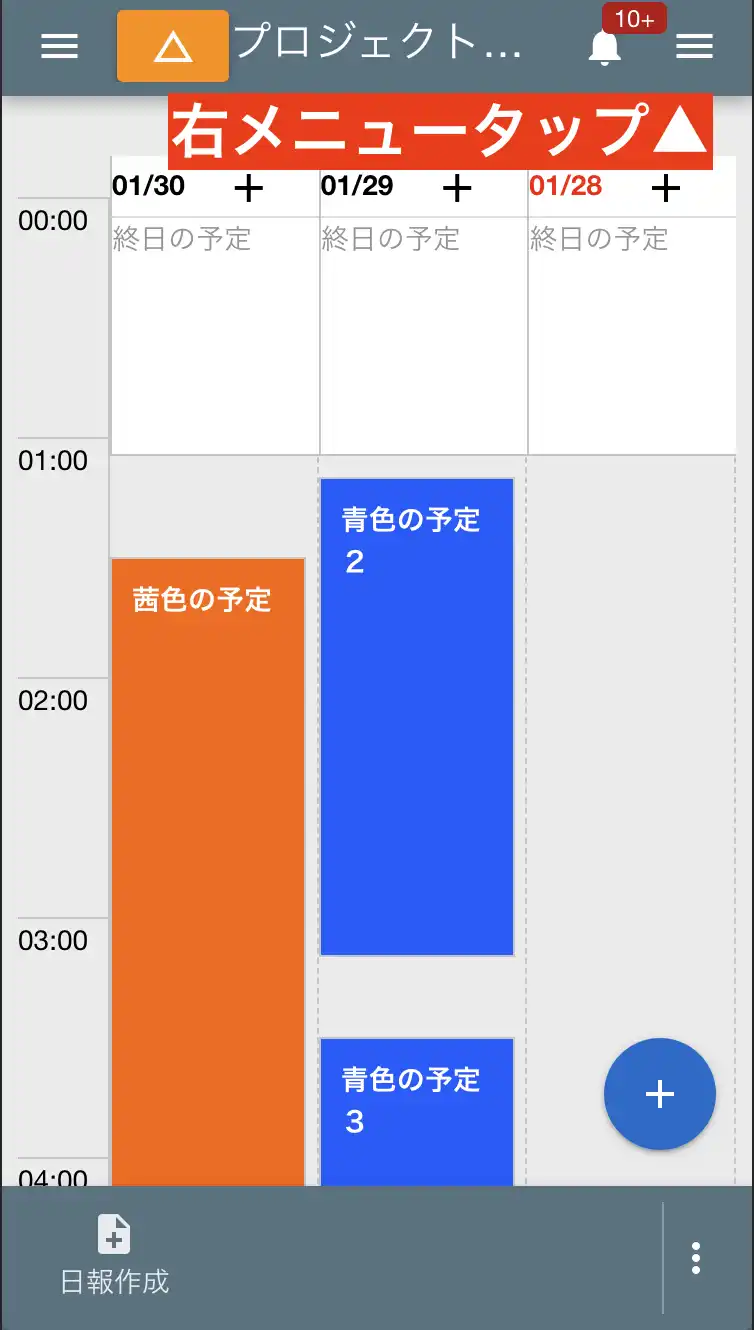 プロジェクト...
10+
右メニュータップ▲
01/30 + 01/29 + 01/28 +
00:00 終日の予定 終日の予定 終日の予定
01:00
青色の予定
2
茜色の予定
02:00
03:00
青色の予定
3
04:00
日報作成